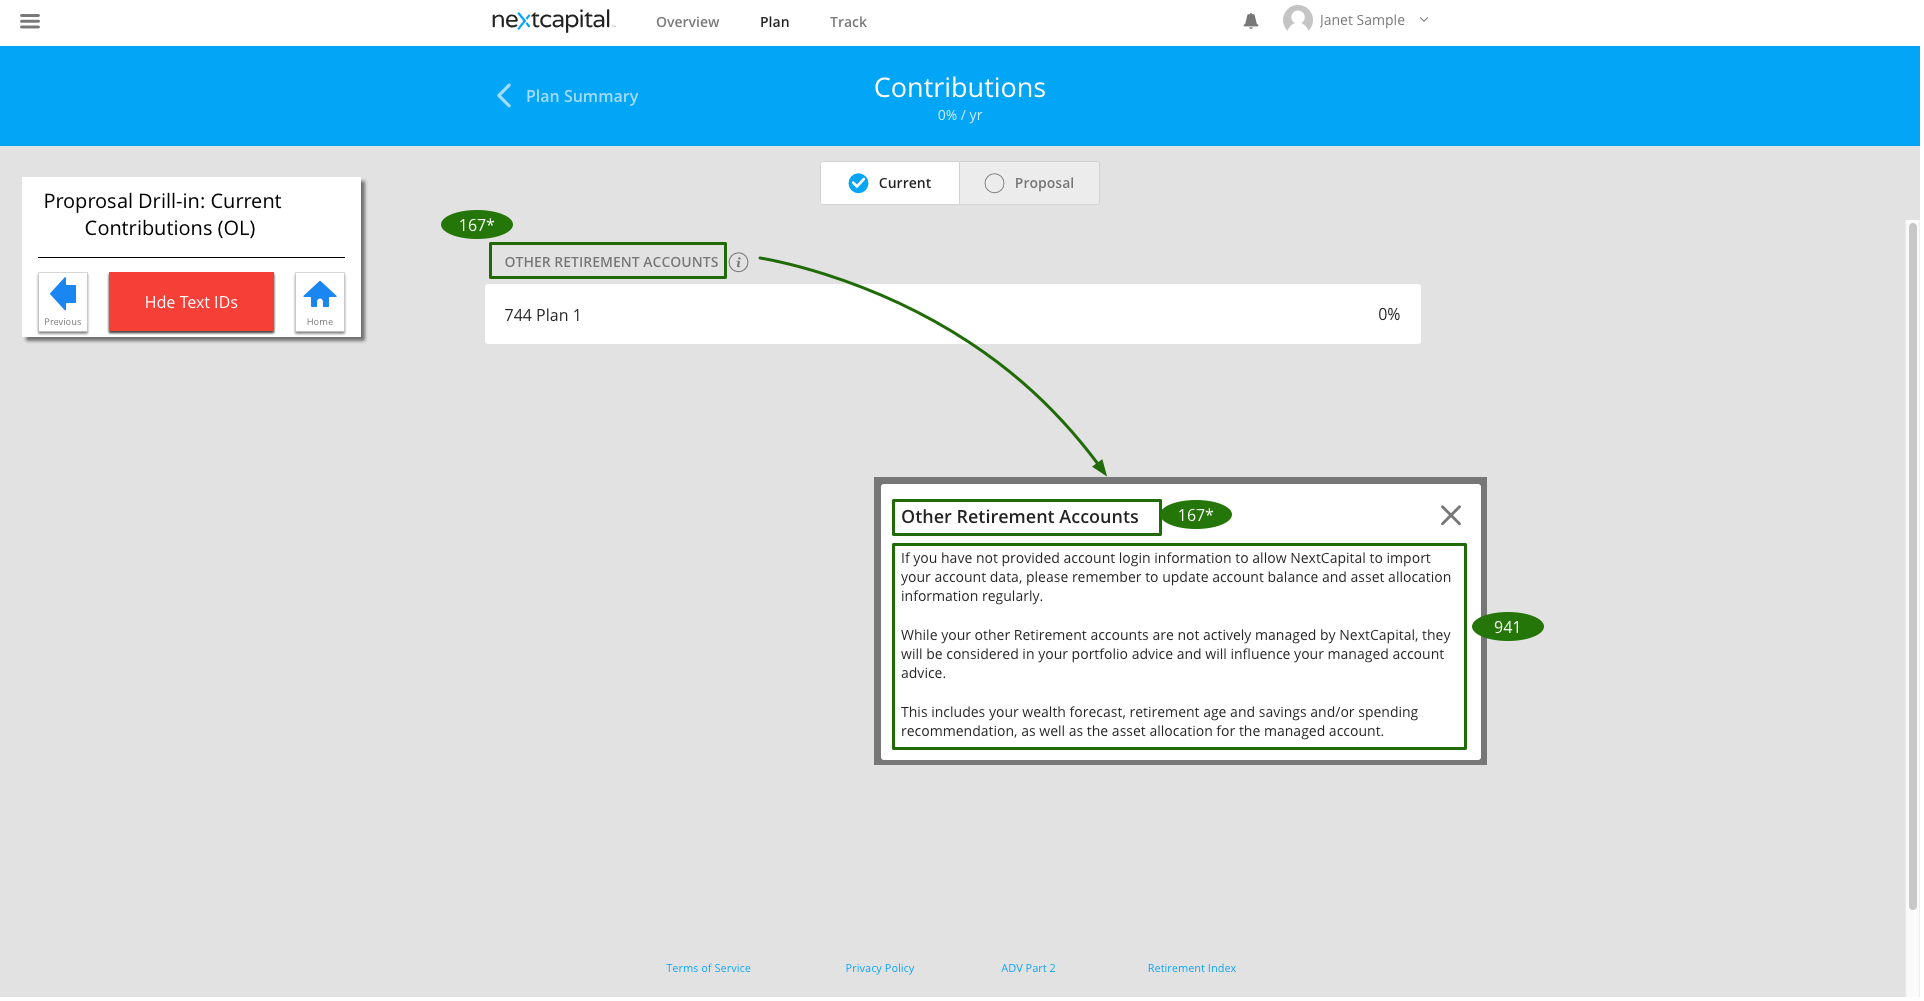 nextcapital
Overview
Plan
Track
Janet Sample
Plan Summary
Contributions
0% / yr
Current
Proposal
Proprosal Drill-in: Current
Contributions (OL)
Previous
Hde Text IDs
Home
167*
OTHER RETIREMENT ACCOUNTS
i
744 Plan 1
0%
Other Retirement Accounts
167*
If you have not provided account login information to allow NextCapital to import
your account data, please remember to update account balance and asset allocation
information regularly.
While your other Retirement accounts are not actively managed by NextCapital, they
will be considered in your portfolio advice and will influence your managed account
advice.
This includes your wealth forecast, retirement age and savings and/or spending
recommendation, as well as the asset allocation for the managed account.
941
Terms of Service
Privacy Policy
ADV Part 2
Retirement Index